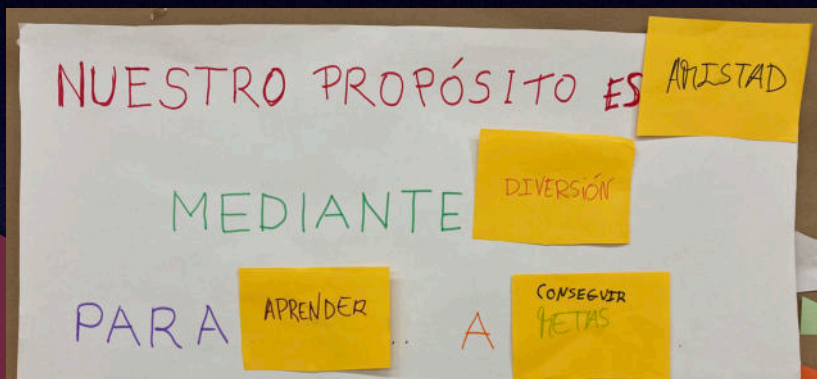 NUESTRO PROPÓSITO ES AMISTAD
MEDIANTE DIVERSIÓN
PARA APRENDER .. A CONSEGUIR METAS